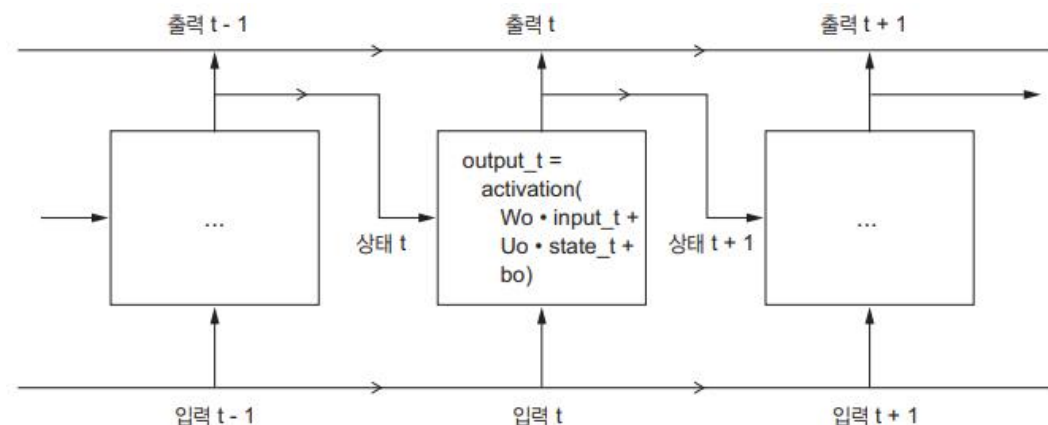 출력 t - 1
출력 t
출력 t + 1
...
output_t =
activation(
Wo • input_t +
Uo • state_t +
bo)
...
상태 t
상태 t + 1
입력 t - 1
입력 t
입력 t + 1